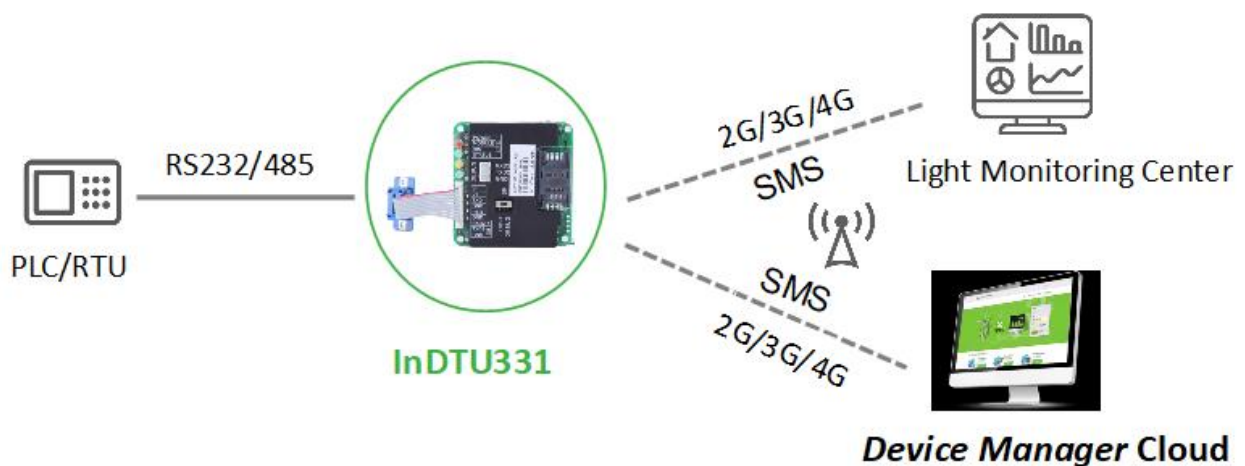 2G/3G/4G
SMS
Light Monitoring Center
RS232/485
PLC/RTU
InDTU331
SMS
2G/3G/4G
Device Manager Cloud